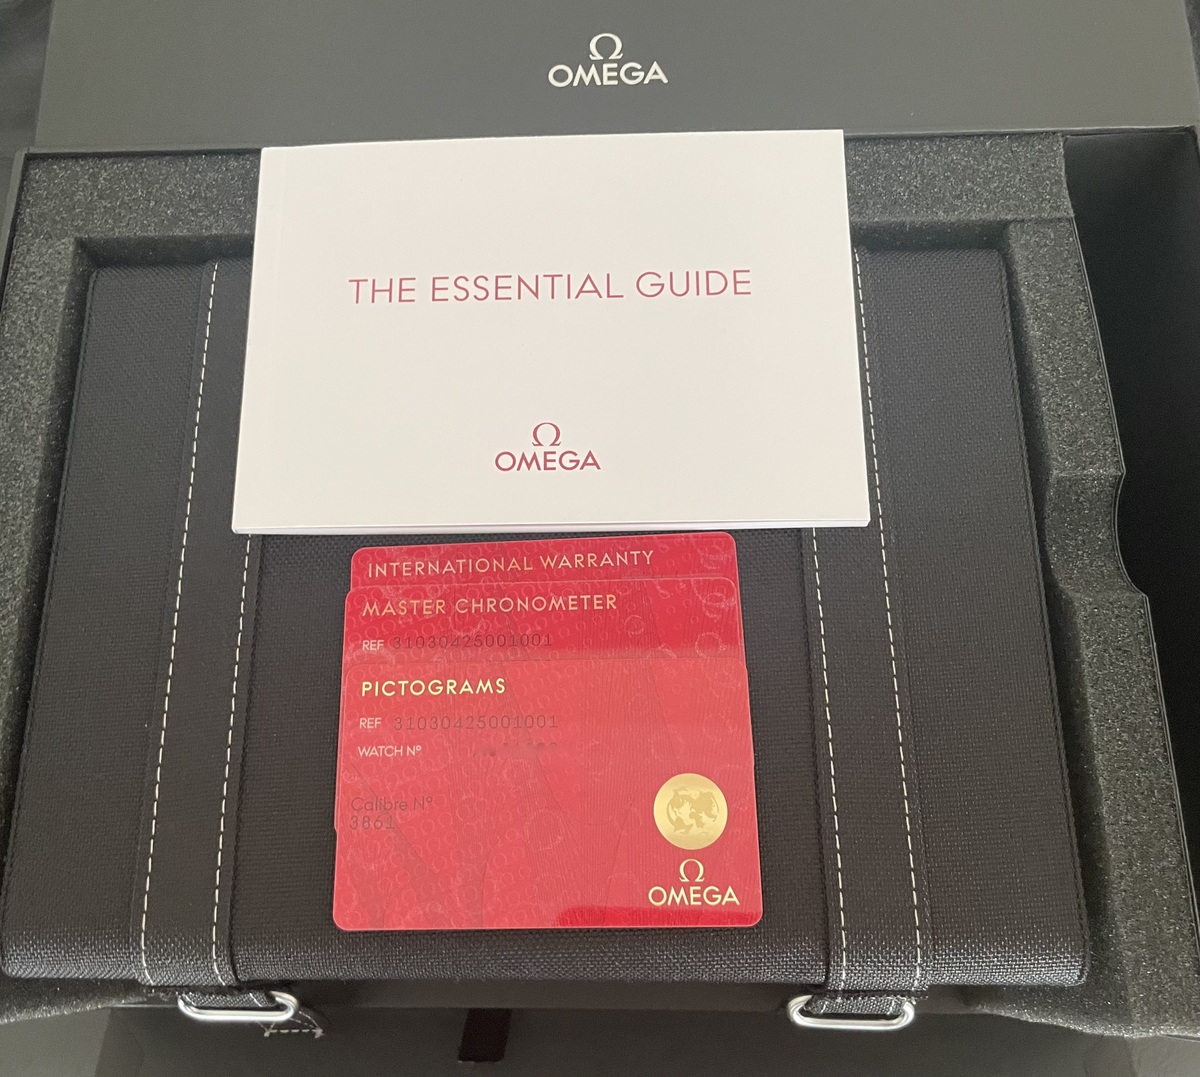 Ω
OMEGA
THE ESSENTIAL GUIDE
Ω
OMEGA
INTERNATIONAL WARRANTY
MASTER CHRONOMETER
REF 31030425001001
PICTOGRAMS
REF 31030425001001
WATCH Nº
Calibre Nº
3861
Ω
OMEGA